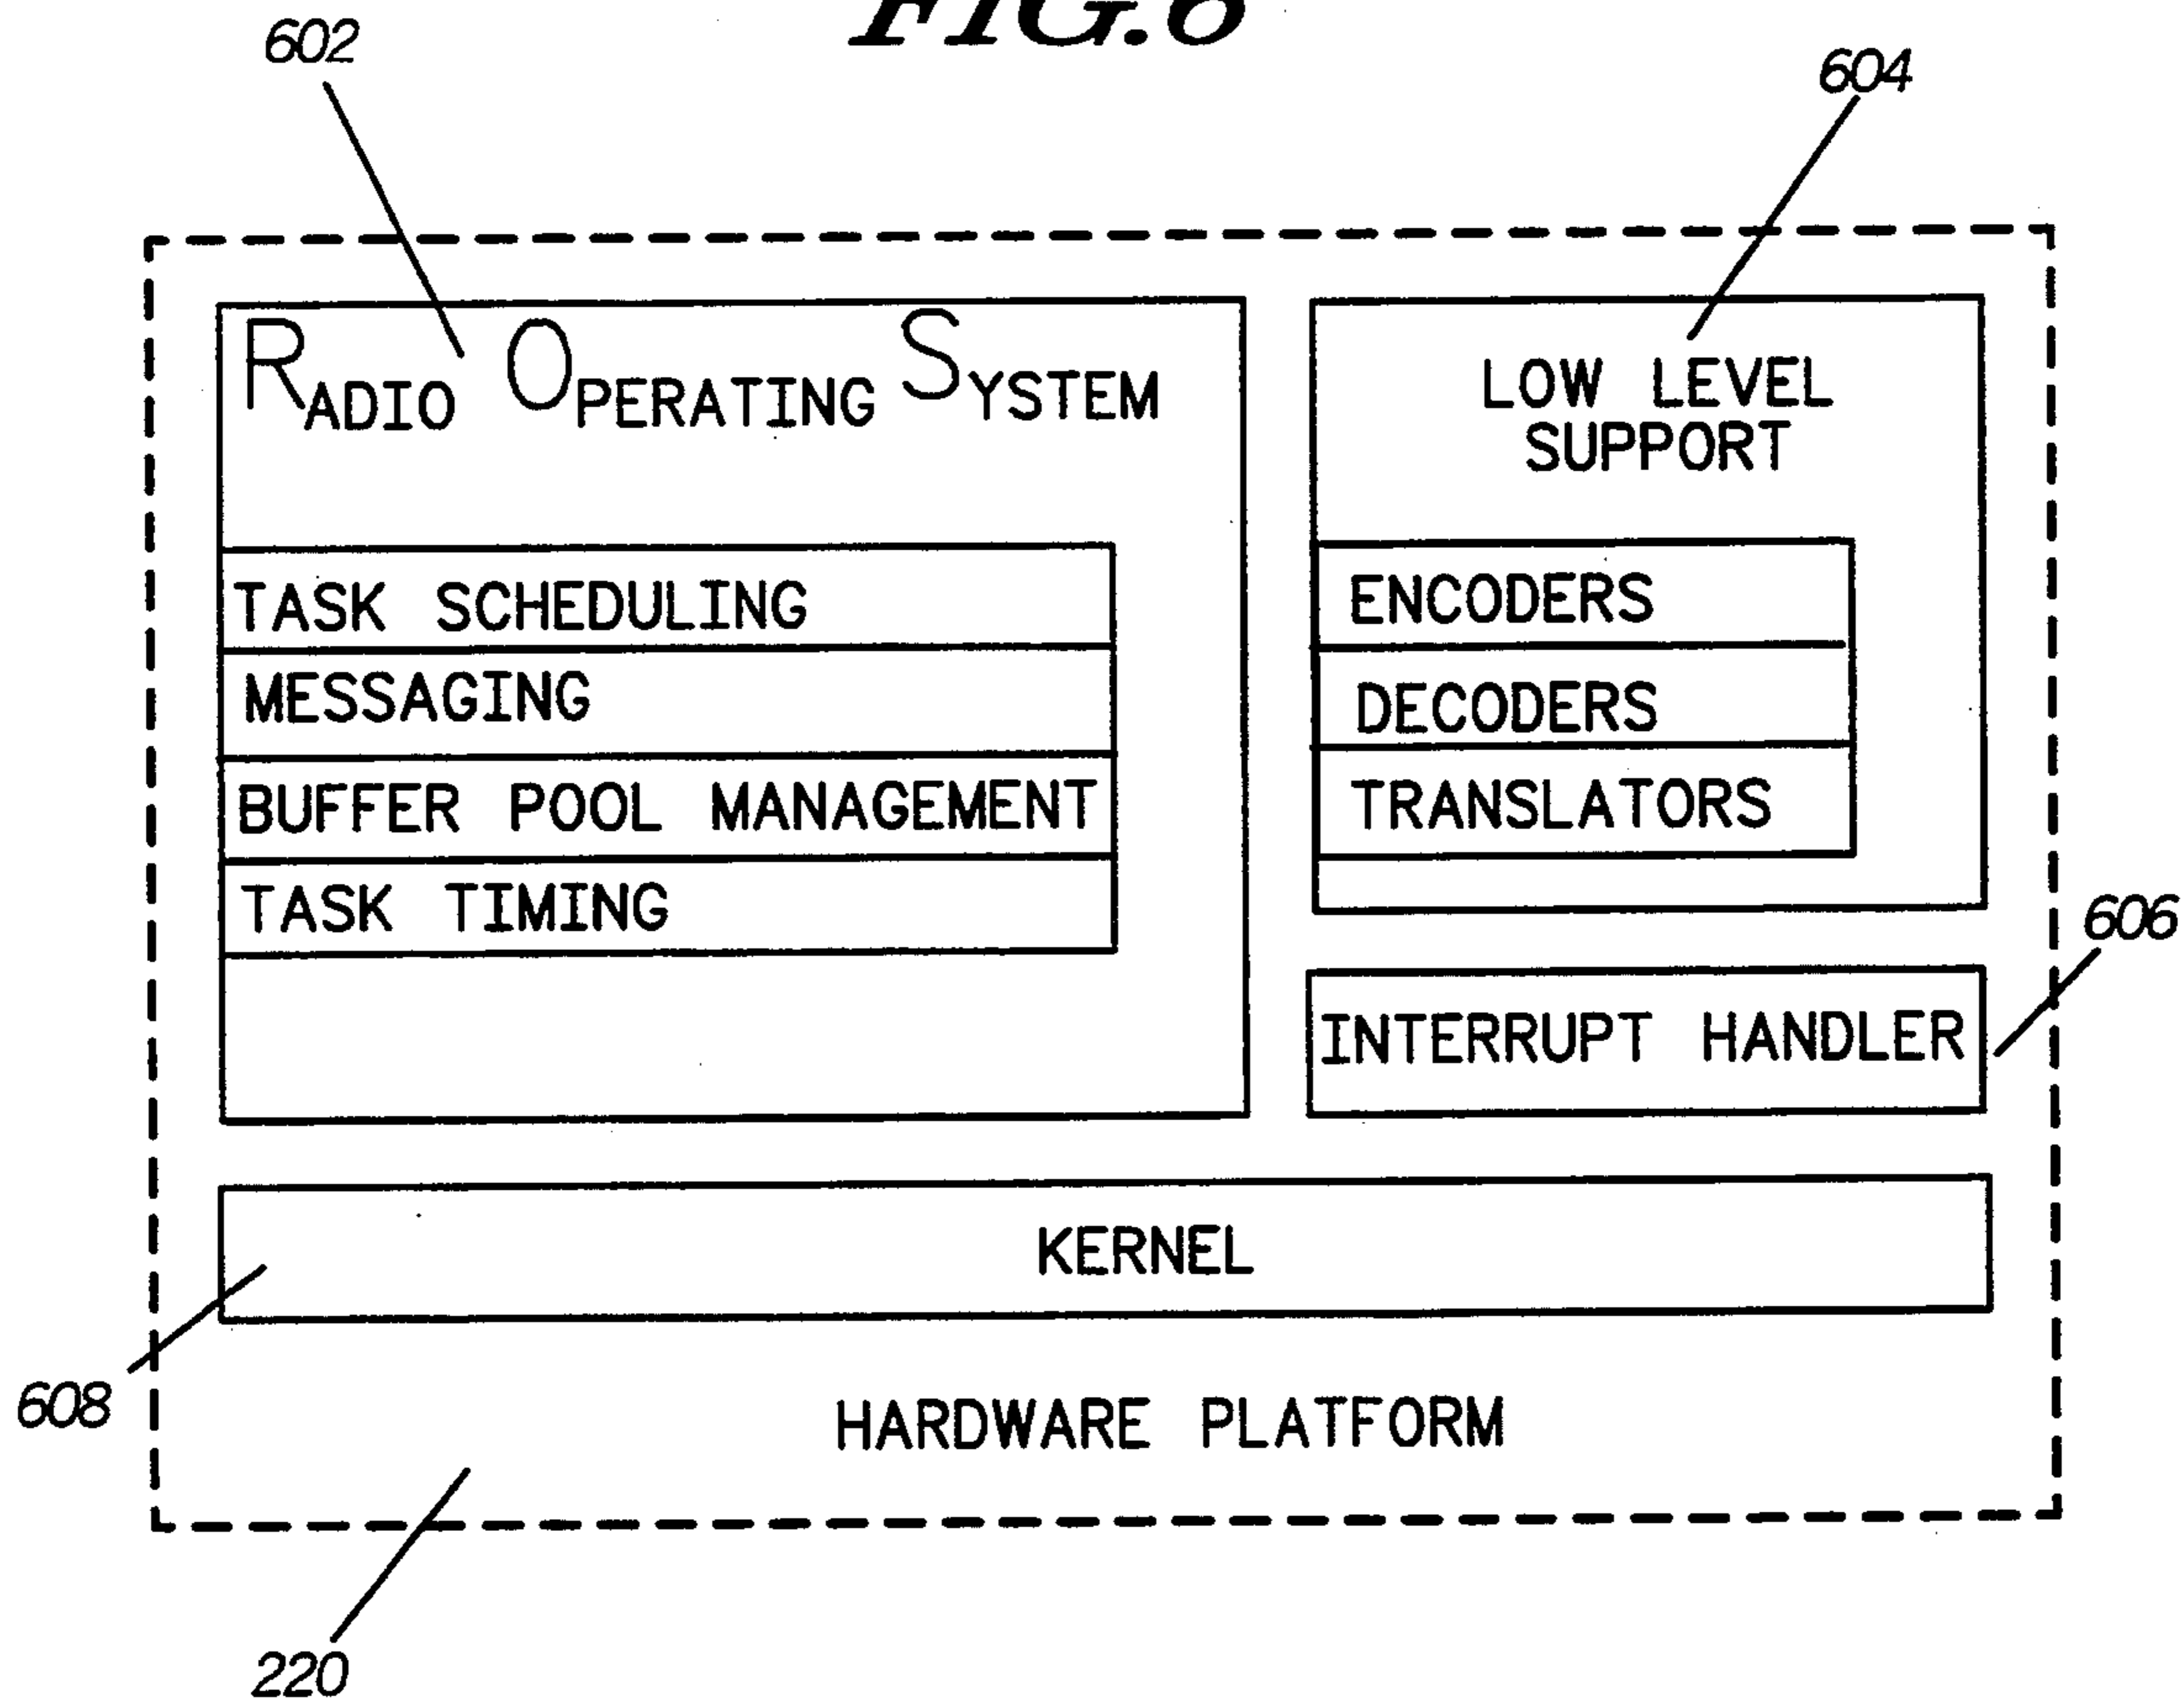 FIG.6
602
604
RADIO OPERATING SYSTEM
LOW LEVEL
SUPPORT
TASK SCHEDULING
MESSAGING
BUFFER POOL MANAGEMENT
TASK TIMING
ENCODERS
DECODERS
TRANSLATORS
606
INTERRUPT HANDLER
KERNEL
608
HARDWARE PLATFORM
220